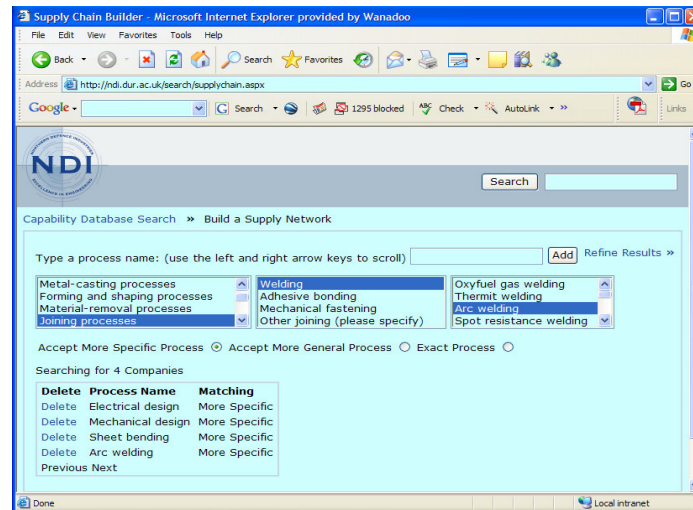 Supply Chain Builder - Microsoft Internet Explorer provided by Wanadoo
File Edit View Favorites Tools Help
Back Search Favorites
Address http://ndi.dur.ac.uk/search/supplychain.aspx Go
Google - Search 1295 blocked ABC Check AutoLink » Links
NDI
Search
Capability Database Search » Build a Supply Network
Type a process name: (use the left and right arrow keys to scroll) Add Refine Results »
Metal-casting processes Welding Oxyfuel gas welding
Forming and shaping processes Adhesive bonding Thermit welding
Material-removal processes Mechanical fastening Arc welding
Joining processes Other joining (please specify) Spot resistance welding
Accept More Specific Process Accept More General Process Exact Process
Searching for 4 Companies
Delete Process Name Matching
Delete Electrical design More Specific
Delete Mechanical design More Specific
Delete Sheet bending More Specific
Delete Arc welding More Specific
Previous Next
Done Local intranet